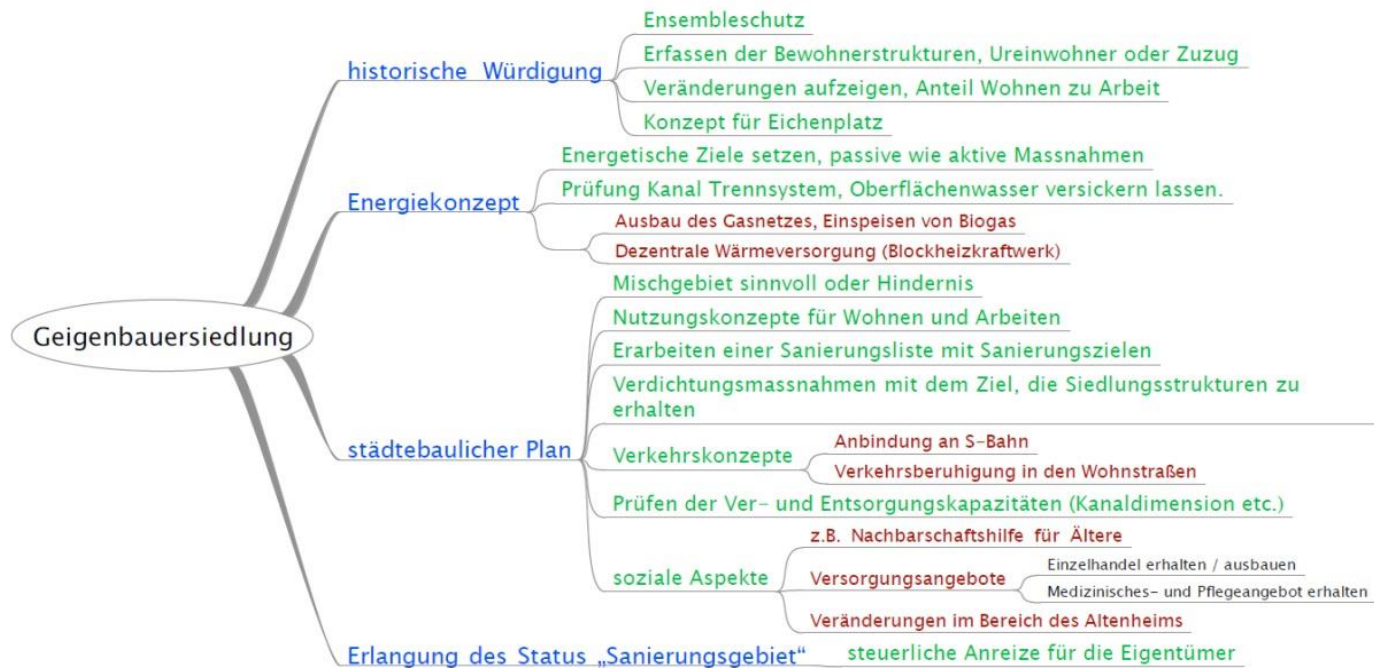 Geigenbauersiedlung
historische Würdigung
Ensembleschutz
Erfassen der Bewohnerstrukturen, Ureinwohner oder Zuzug
Veränderungen aufzeigen, Anteil Wohnen zu Arbeit
Konzept für Eichenplatz
Energiekonzept
Energetische Ziele setzen, passive wie aktive Massnahmen
Prüfung Kanal Trennsystem, Oberflächenwasser versickern lassen.
Ausbau des Gasnetzes, Einspeisen von Biogas
Dezentrale Wärmeversorgung (Blockheizkraftwerk)
städtebaulicher Plan
Mischgebiet sinnvoll oder Hindernis
Nutzungskonzepte für Wohnen und Arbeiten
Erarbeiten einer Sanierungsliste mit Sanierungszielen
Verdichtungsmassnahmen mit dem Ziel, die Siedlungsstrukturen zu
erhalten
Verkehrskonzepte
Anbindung an S-Bahn
Verkehrsberuhigung in den Wohnstraßen
Prüfen der Ver- und Entsorgungskapazitäten (Kanaldimension etc.)
soziale Aspekte
z.B. Nachbarschaftshilfe für Ältere
Versorgungsangebote
Einzelhandel erhalten / ausbauen
Medizinisches- und Pflegeangebot erhalten
Veränderungen im Bereich des Altenheims
Erlangung des Status „Sanierungsgebiet“
steuerliche Anreize für die Eigentümer